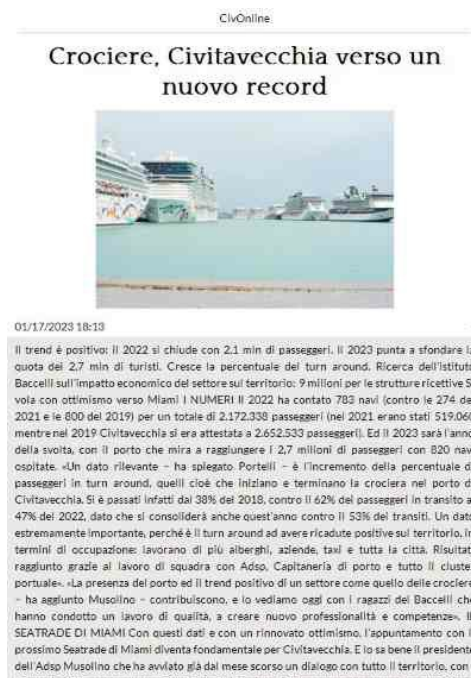 CivOnline
Crociere, Civitavecchia verso un
nuovo record
01/17/2023 18:13
Il trend è positivo: il 2022 si chiude con 2,1 mln di passeggeri. Il 2023 punta a sfondare la
quota dei 2,7 mln di turisti. Cresce la percentuale del turn around. Ricerca dell'istituto
Baccelli sull'impatto economico del settore sul territorio: 9 milioni per le strutture ricettive Si
vola con ottimismo verso Miami I NUMERI Il 2022 ha contato 783 navi (contro le 274 del
2021 e le 800 del 2019) per un totale di 2.172.338 passeggeri (nel 2021 erano stati 519.060
mentre nel 2019 Civitavecchia si era attestata a 2.652.533 passeggeri). Ed il 2023 sarà l'anno
della svolta, con il porto che mira a raggiungere i 2,7 milioni di passeggeri con 820 navi
ospitate. «Un dato rilevante – ha spiegato Portelli – è l'incremento della percentuale di
passeggeri in turn around, quelli cioè che iniziano e terminano la crociera nel porto di
Civitavecchia. Si è passati infatti dal 38% del 2018, contro il 62% dei passeggeri in transito al
47% del 2022, dato che si consoliderà anche quest'anno contro il 53% dei transiti. Un dato
estremamente importante, perché è il turn around ad avere ricadute positive sul territorio, in
termini di occupazione: lavorano di più alberghi, aziende, taxi e tutta la città. Risultati
raggiunto grazie al lavoro di squadra con Adsp, Capitaneria di porto e tutto il cluster
portuale». «La presenza del porto ed il trend positivo di un settore come quello delle crociere
– ha aggiunto Musolino – contribuiscono, e lo vediamo oggi con i ragazzi del Baccelli che
hanno condotto un lavoro di qualità, a creare nuovo professionalità e competenze». Il
SEATRADE DI MIAMI Con questi dati e con un rinnovato ottimismo, l'appuntamento con il
prossimo Seatrade di Miami diventa fondamentale per Civitavecchia. E lo sa bene il presidente
dell'Adsp Musolino che ha avviato già dal mese scorso un dialogo con tutto il territorio, con